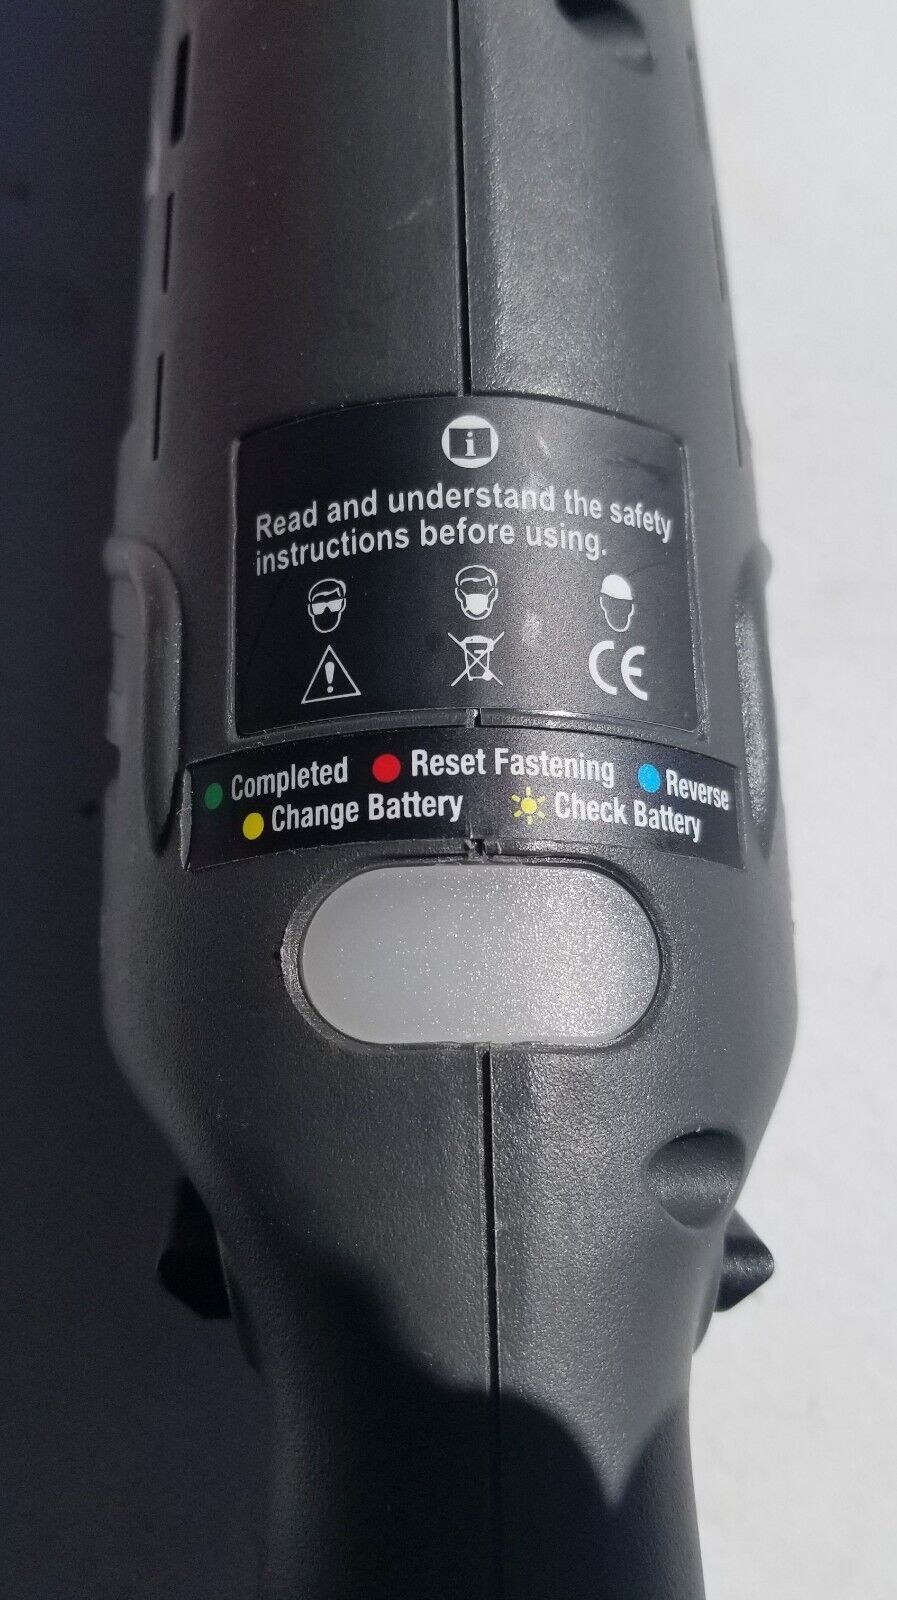 i
Read and understand the safety
instructions before using.
CE
Completed Reset Fastening Reverse
Change Battery Check Battery